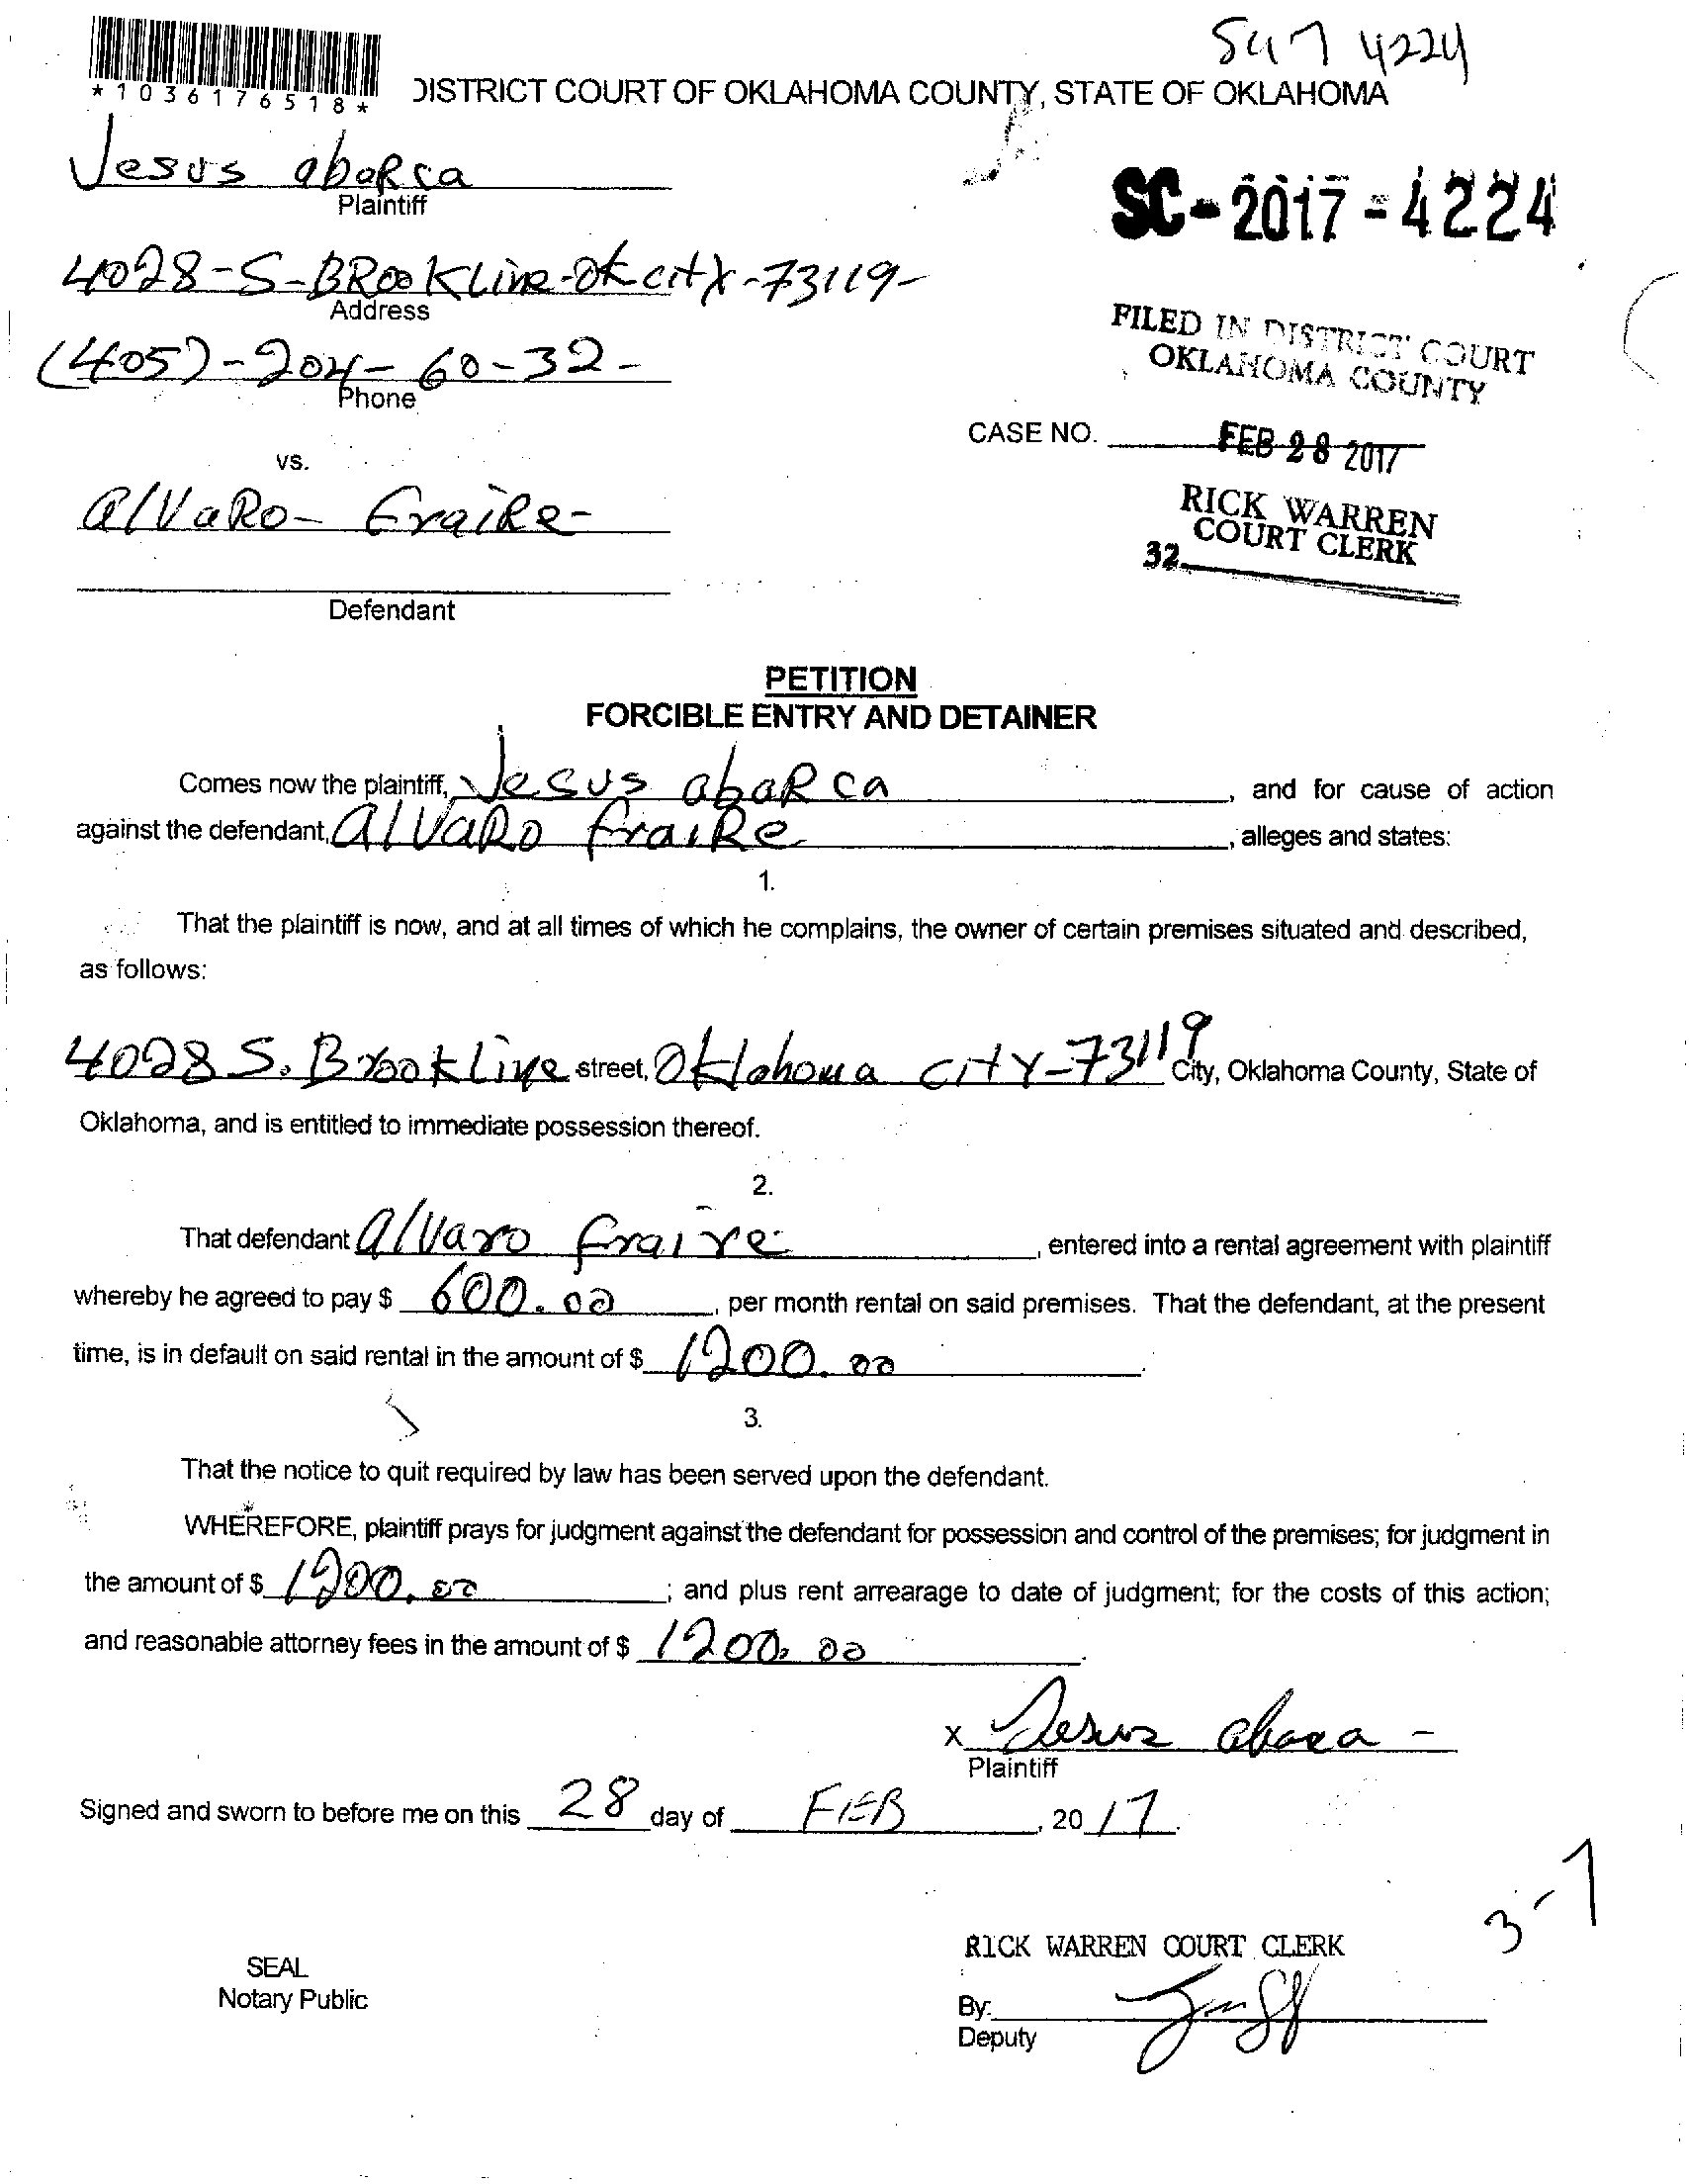 SC17 4224
*1036176518*
DISTRICT COURT OF OKLAHOMA COUNTY, STATE OF OKLAHOMA
Jesus abaRca
Plaintiff
SC-2017-4224
4028-S-BRookLine-Ok city-73119-
Address
FILED IN DISTRICT COURT
OKLAHOMA COUNTY
(405)-204-60-32-
Phone
CASE NO.
FEB 28 2017
vs.
alVaRo- FraiRe-
RICK WARREN
COURT CLERK
32
Defendant
PETITION
FORCIBLE ENTRY AND DETAINER
Comes now the plaintiff, Jesus abaRca, and for cause of action
against the defendant, alVaRo fraiRe, alleges and states:
1.
That the plaintiff is now, and at all times of which he complains, the owner of certain premises situated and described,
as follows:
4028 S. Brookline street, Oklahoma city-73119 City, Oklahoma County, State of
Oklahoma, and is entitled to immediate possession thereof.
2.
That defendant alVaro fraire, entered into a rental agreement with plaintiff
whereby he agreed to pay $ 600.00, per month rental on said premises. That the defendant, at the present
time, is in default on said rental in the amount of $ 1200.00.
3.
That the notice to quit required by law has been served upon the defendant.
WHEREFORE, plaintiff prays for judgment against the defendant for possession and control of the premises; for judgment in
the amount of $ 1200.00; and plus rent arrearage to date of judgment; for the costs of this action;
and reasonable attorney fees in the amount of $ 1200.00.
x Jesus abarca -
Plaintiff
Signed and sworn to before me on this 28 day of FEB, 2017.
3-7
RICK WARREN COURT CLERK
SEAL
Notary Public
By:
Deputy